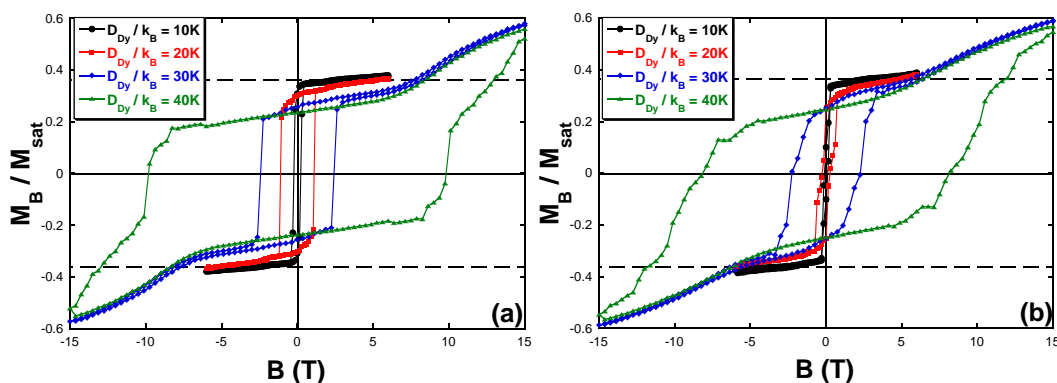 0.6
0.4
0.2
0
-0.2
-0.4
-0.6
M_B / M_sat
D_Dy / k_B = 10K
D_Dy / k_B = 20K
D_Dy / k_B = 30K
D_Dy / k_B = 40K
(a)
-15 -10 -5 0 5 10 15
B (T)
0.6
0.4
0.2
0
-0.2
-0.4
-0.6
M_B / M_sat
D_Dy / k_B = 10K
D_Dy / k_B = 20K
D_Dy / k_B = 30K
D_Dy / k_B = 40K
(b)
-15 -10 -5 0 5 10 15
B (T)